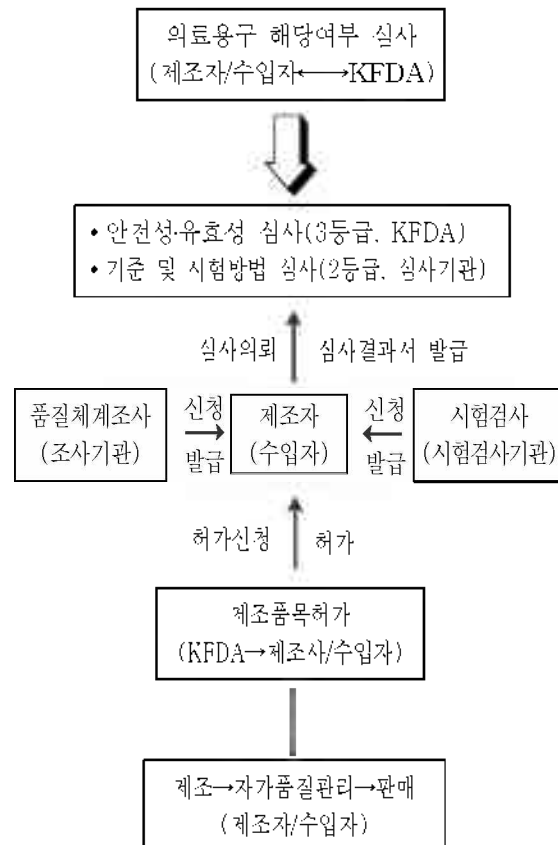 의료용구 해당여부 심사
(제조자/수입자←→KFDA)
• 안전성·유효성 심사(3등급, KFDA)
• 기준 및 시험방법 심사(2등급, 심사기관)
심사의뢰 심사결과서 발급
품질체계조사
(조사기관)
신청
발급
제조자
(수입자)
신청
발급
시험검사
(시험검사기관)
허가신청 허가
제조품목허가
(KFDA→제조사/수입자)
제조→자가품질관리→판매
(제조자/수입자)